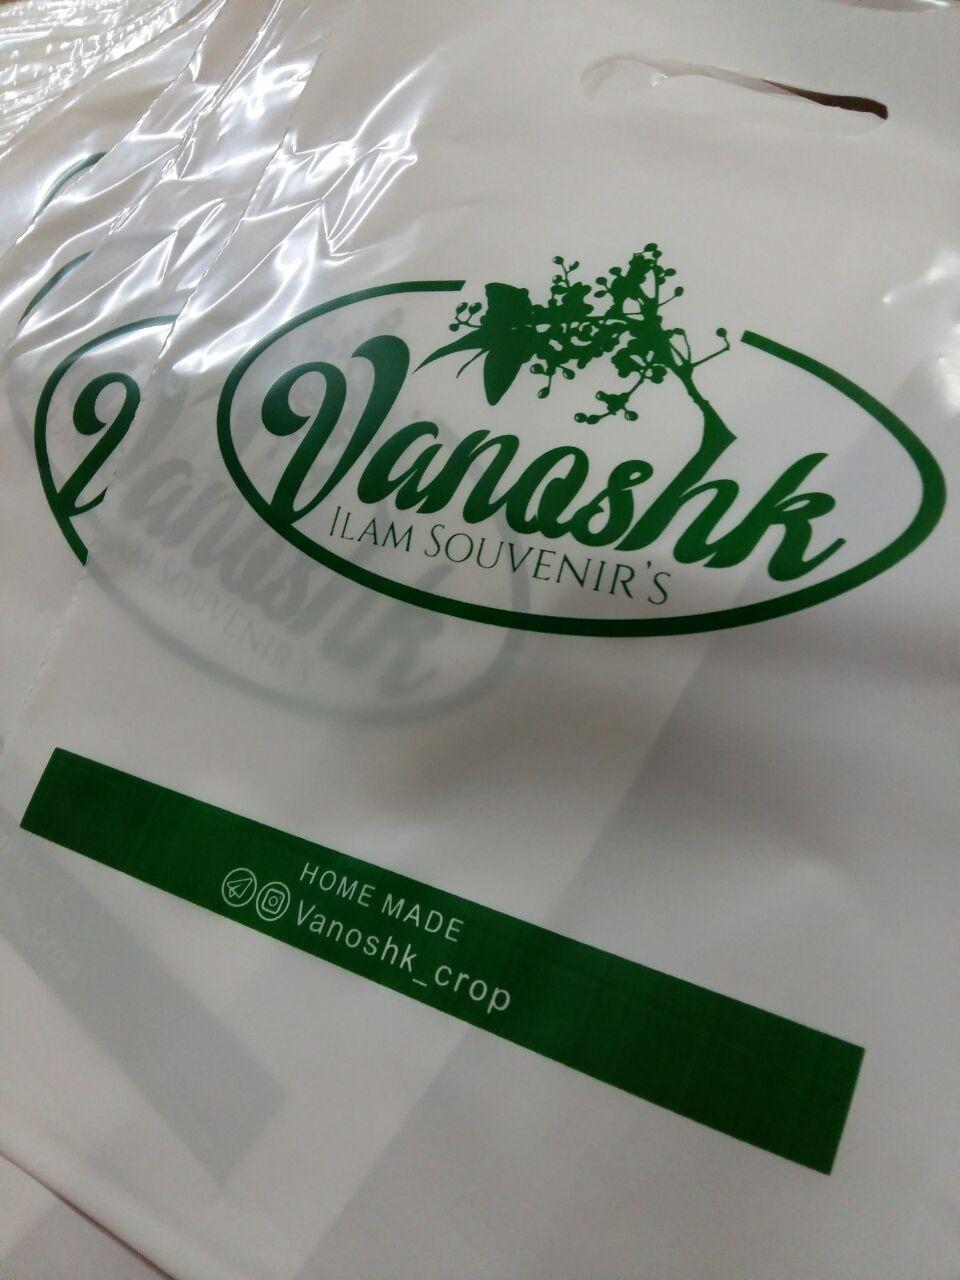 Vanoshk
ILAM SOUVENIR'S
HOME MADE
Vanoshk_crop